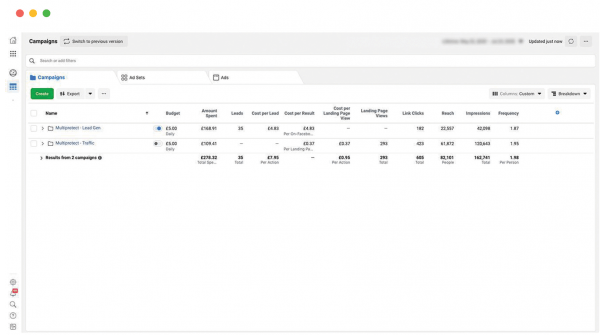 Campaigns Switch to previous version Updated just now
Search or add filters
Campaigns Ad Sets Ads
Create Export Columns: Custom Breakdown
Name Budget Amount Spent Leads Cost per Lead Cost per Result Cost per Landing Page View Landing Page Views Link Clicks Reach Impressions Frequency
Multiprotect - Lead Gen £5.00 £168.91 35 £4.83 £4.83 – – 182 22,557 42,098 1.87
Daily Per On-Facebo...
Multiprotect - Traffic £5.00 £109.41 – – £0.37 £0.37 293 423 61,872 120,643 1.95
Daily Per Landing Pa...
Results from 2 campaigns £278.32 35 £7.95 – £0.95 293 605 82,101 162,741 1.98
Total Spe... Total Per Action Per Action Total Total People Total Per Person